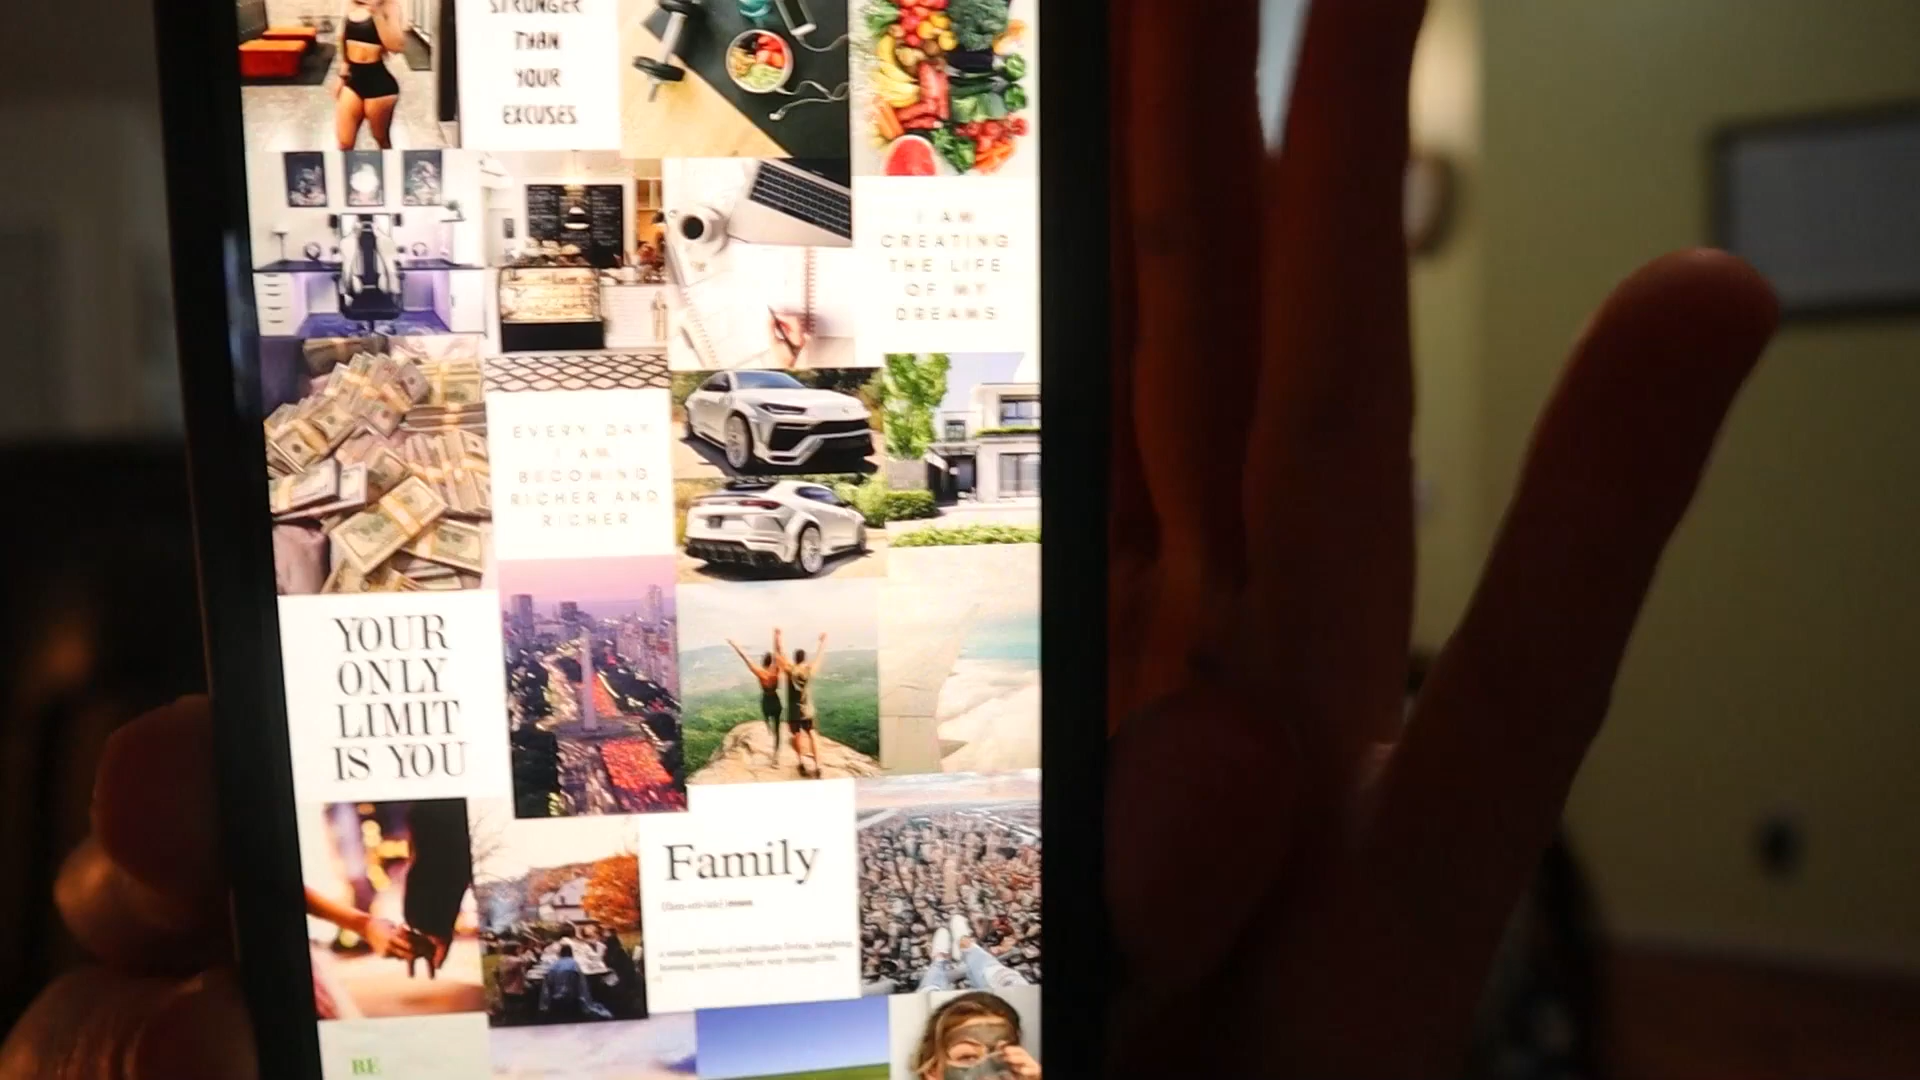 STRONGER
THAN
YOUR
EXCUSES
I AM
CREATING
THE LIFE
OF MY
DREAMS
EVERY DAY
I AM
BECOMING
RICHER AND
RICHER
YOUR
ONLY
LIMIT
IS YOU
Family
BE